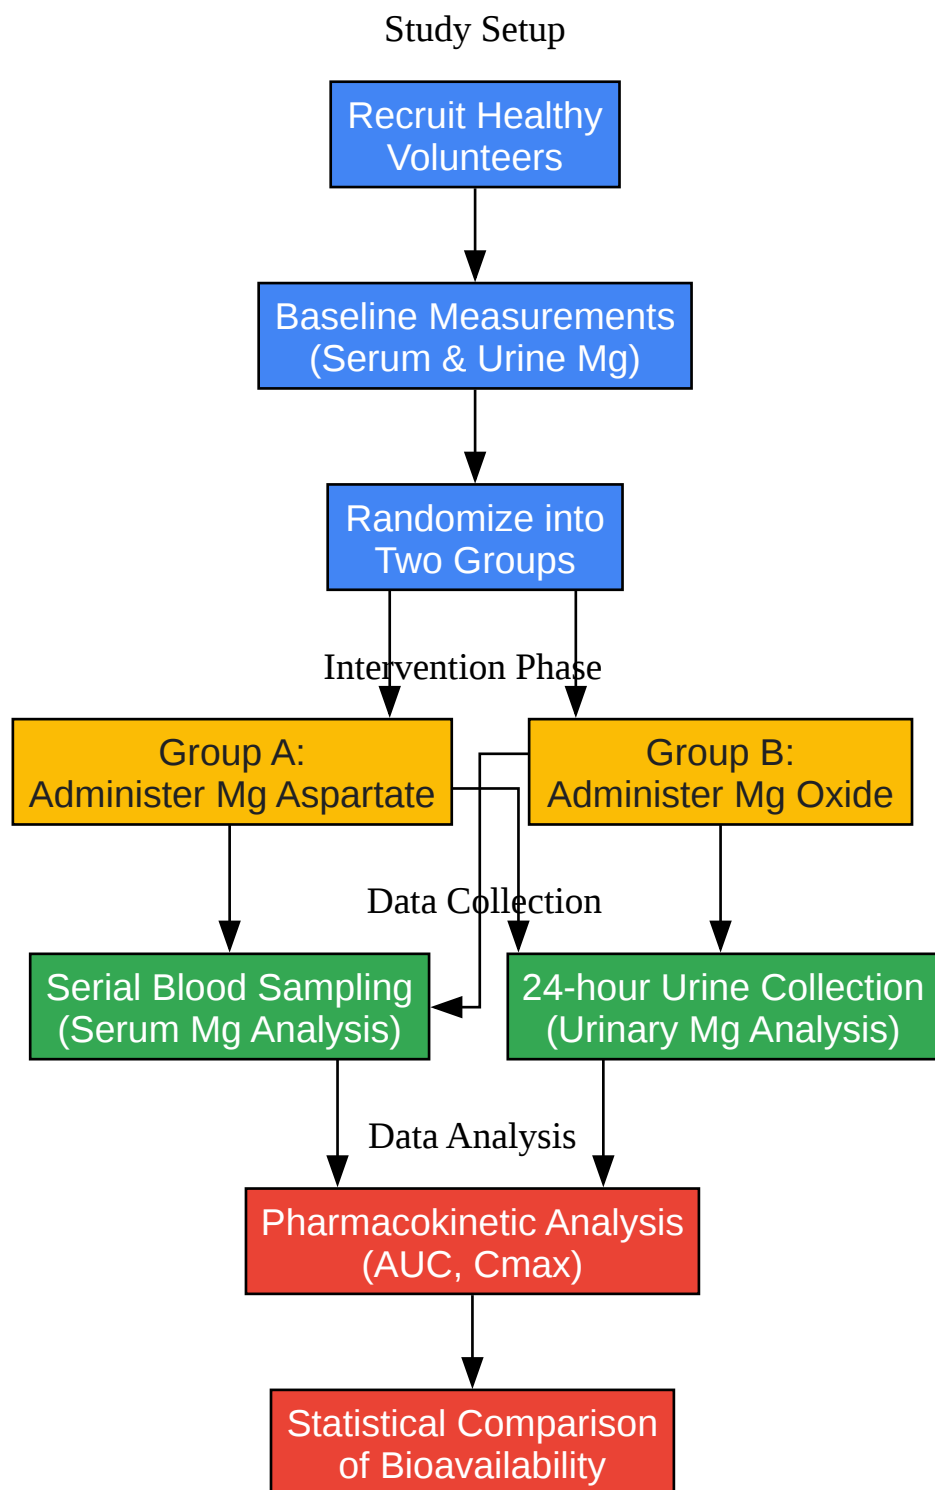 Study Setup
Recruit Healthy
Volunteers
Baseline Measurements
(Serum & Urine Mg)
Randomize into
Two Groups
Intervention Phase
Group A:
Administer Mg Aspartate
Group B:
Administer Mg Oxide
Data Collection
Serial Blood Sampling
(Serum Mg Analysis)
24-hour Urine Collection
(Urinary Mg Analysis)
Data Analysis
Pharmacokinetic Analysis
(AUC, Cmax)
Statistical Comparison
of Bioavailability